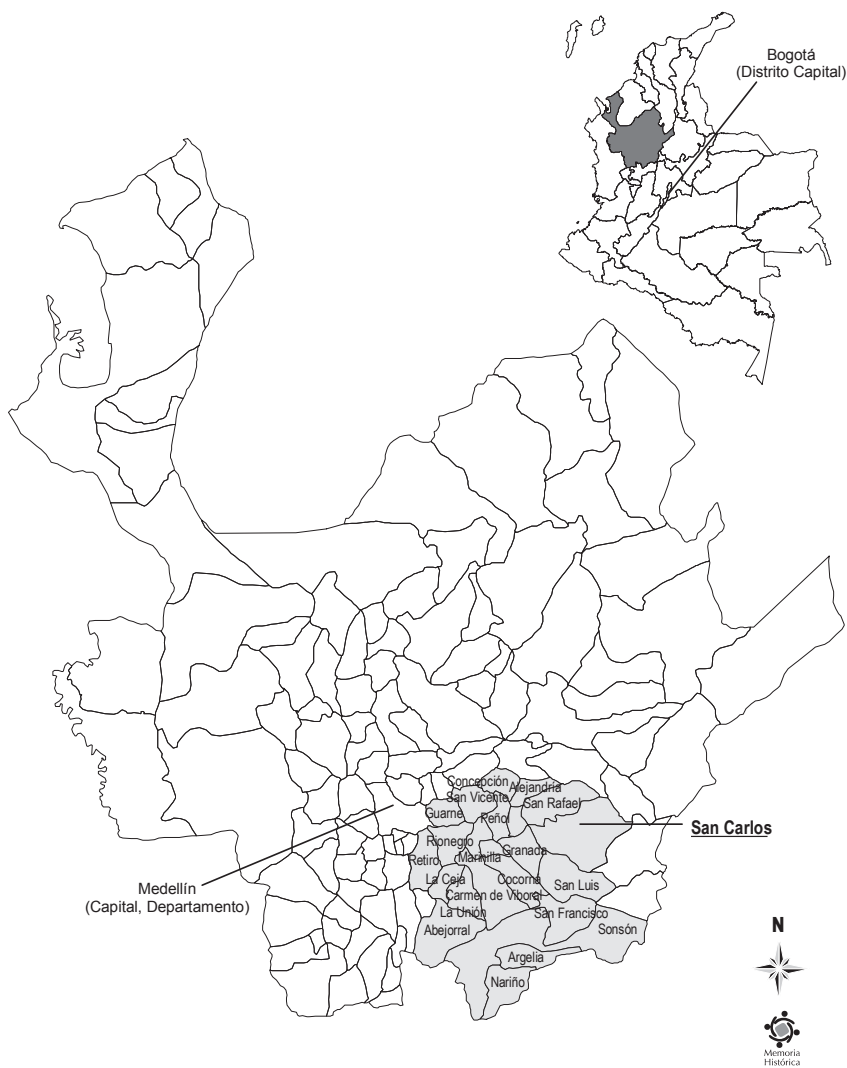 Bogotá
(Distrito Capital)
Concepción
Alejandría
San Vicente
San Rafael
Guarne
Peñol
San Carlos
Rionegro
Granada
Marinilla
Retiro
La Ceja
Cocorná
San Luis
Medellín
(Capital, Departamento)
Carmen de Viboral
La Unión
San Francisco
Abejorral
Sonsón
Argelia
Nariño
N
Memoria
Histórica